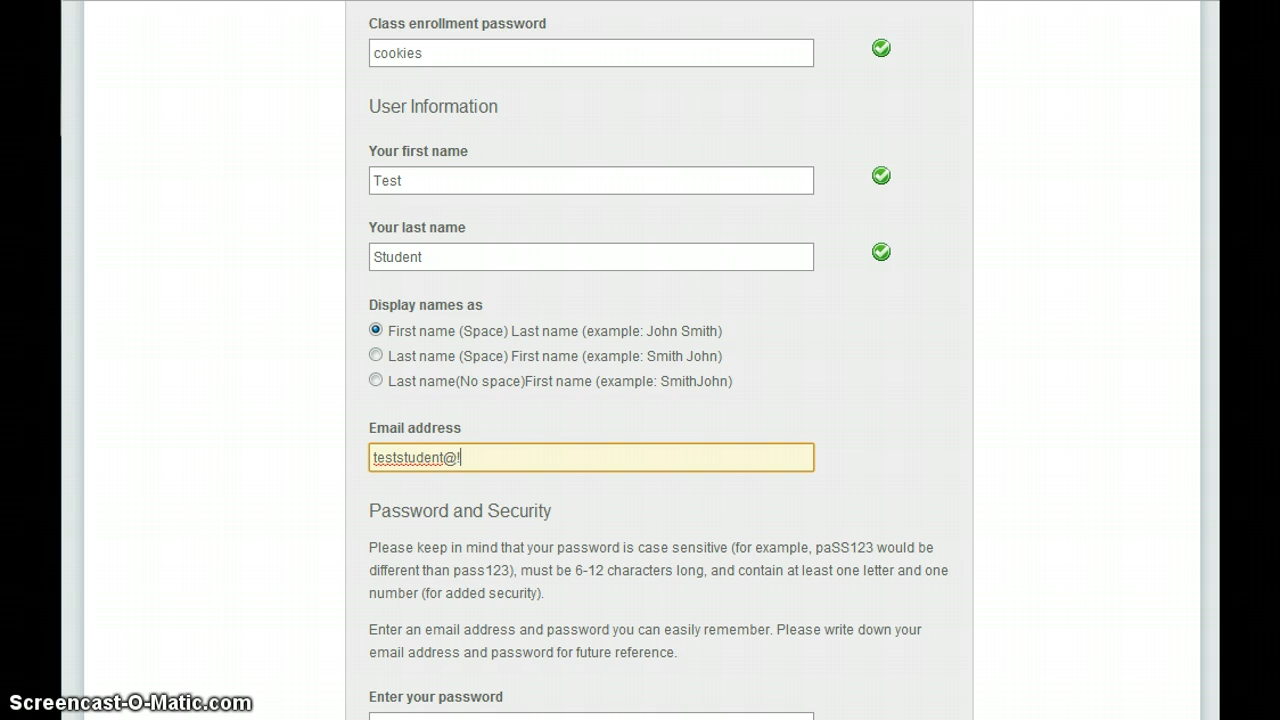 Class enrollment password
cookies
User Information
Your first name
Test
Your last name
Student
Display names as
First name (Space) Last name (example: John Smith)
Last name (Space) First name (example: Smith John)
Last name(No space)First name (example: SmithJohn)
Email address
teststudent@!
Password and Security
Please keep in mind that your password is case sensitive (for example, paSS123 would be
different than pass123), must be 6-12 characters long, and contain at least one letter and one
number (for added security).
Enter an email address and password you can easily remember. Please write down your
email address and password for future reference.
Enter your password
Screencast-O-Matic.com